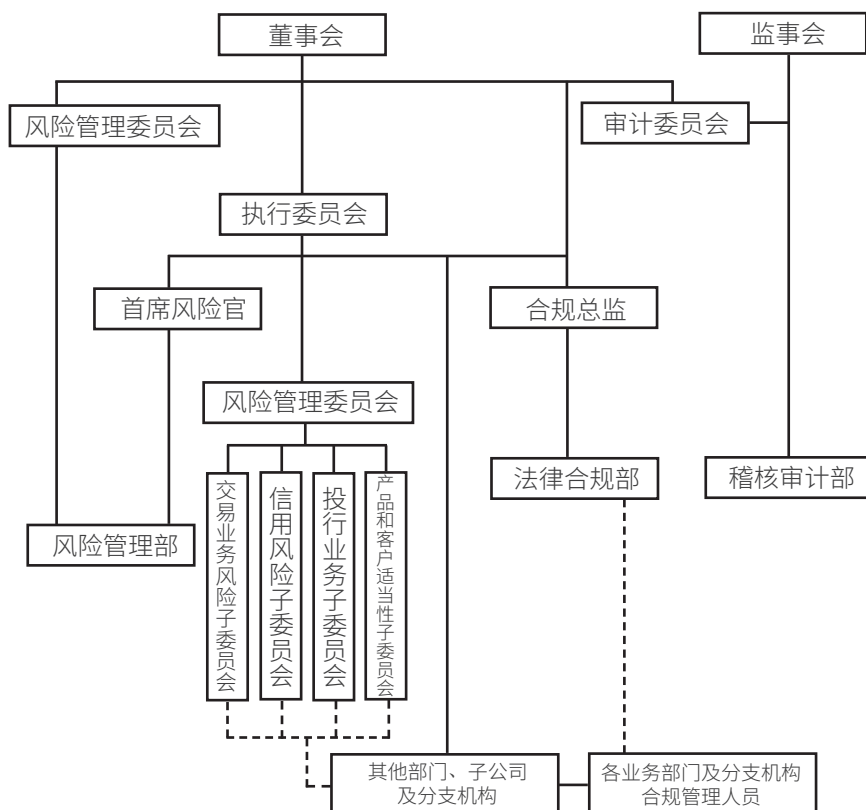 董事会
监事会
风险管理委员会
审计委员会
执行委员会
首席风险官
合规总监
风险管理委员会
法律合规部
稽核审计部
交易业务风险子委员会
信用风险子委员会
投行业务子委员会
产品和客户适当性子委员会
风险管理部
其他部门、子公司
及分支机构
各业务部门及分支机构
合规管理人员